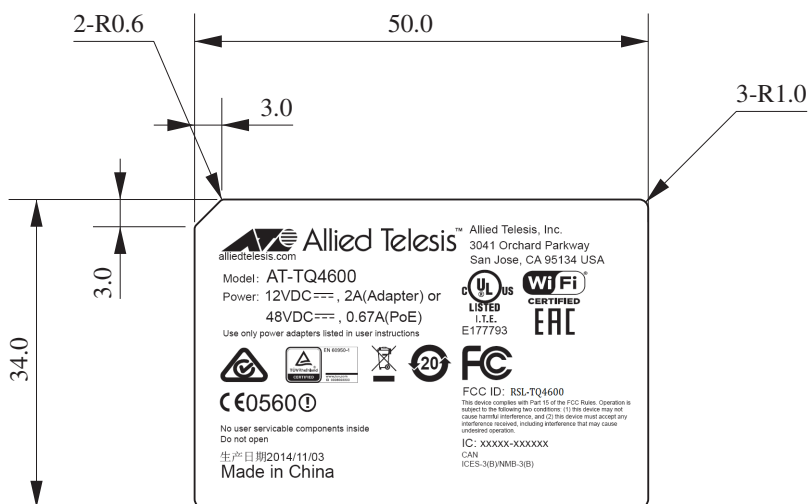 2-R0.6
50.0
3-R1.0
3.0
3.0
34.0
Allied Telesis™
alliedtelesis.com
Model: AT-TQ4600
Power: 12VDC⎓, 2A(Adapter) or
48VDC⎓, 0.67A(PoE)
Use only power adapters listed in user instructions
Allied Telesis, Inc.
3041 Orchard Parkway
San Jose, CA 95134 USA
C UL ® US
LISTED
I.T.E.
E177793
Wi Fi
CERTIFIED
EAC
TÜVRheinland
CERTIFIED
EN 60950-1
20
FC
CE0560
No user servicable components inside
Do not open
生产日期2014/11/03
Made in China
FCC ID: RSL-TQ4600
This device complies with Part 15 of the FCC Rules. Operation is
subject to the following two conditions: (1) this device may not
cause harmful interference, and (2) this device must accept any
interference received, including interference that may cause
undesired operation.
IC: xxxxx-xxxxxx
CAN
ICES-3(B)/NMB-3(B)